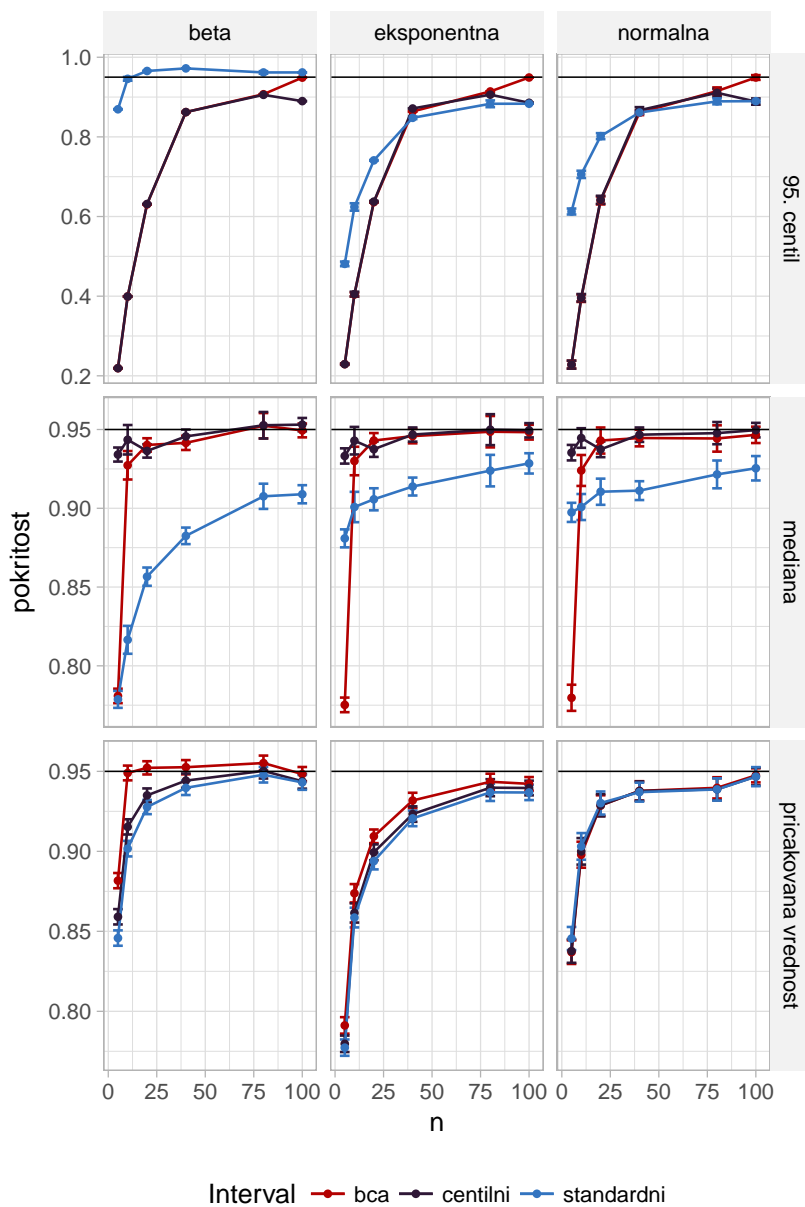 beta eksponentna normalna
1.0
0.8
0.6
0.4
0.2
95. centil
0.95
0.90
0.85
0.80
mediana
pokritost
0.95
0.90
0.85
0.80
pricakovana vrednost
0 25 50 75 100 0 25 50 75 100 0 25 50 75 100
n
Interval bca centilni standardni